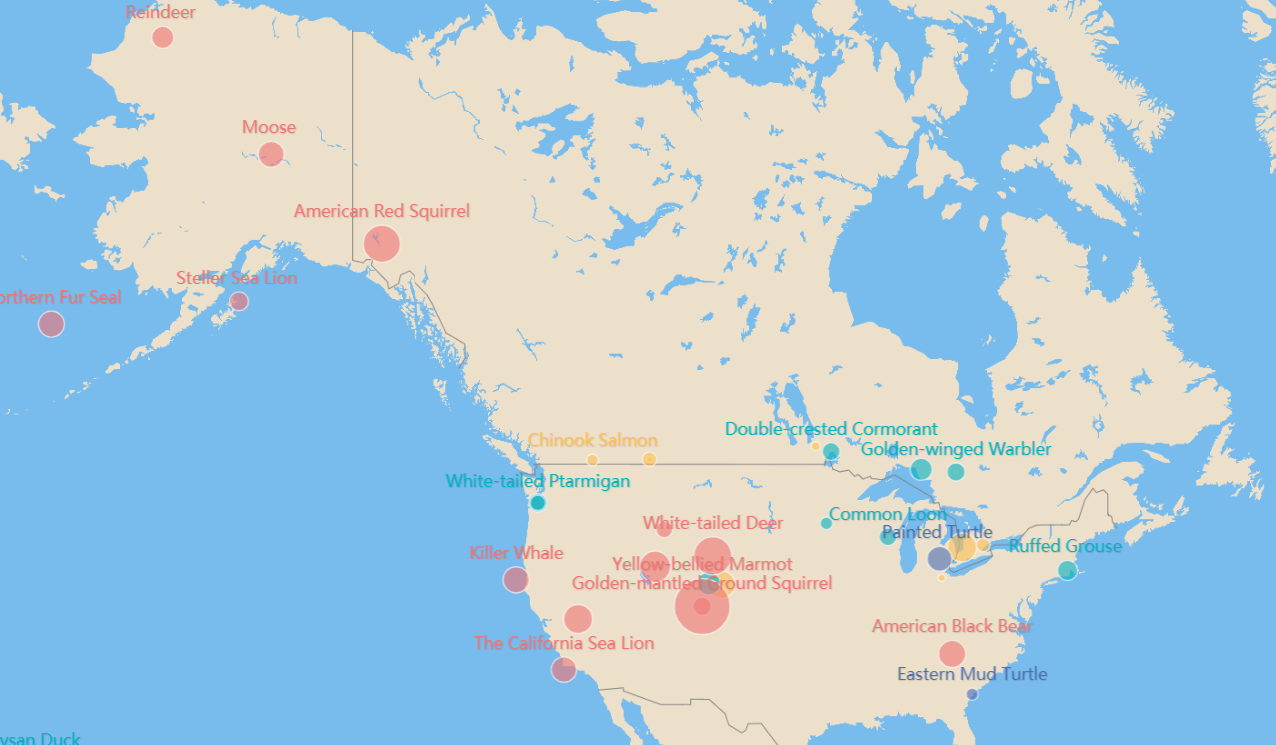 Reindeer
Moose
American Red Squirrel
Steller Sea Lion
orthern Fur Seal
Double-crested Cormorant
Chinook Salmon
Golden-winged Warbler
White-tailed Ptarmigan
Common Loon
White-tailed Deer
Painted Turtle
Ruffed Grouse
Killer Whale
Yellow-bellied Marmot
Golden-mantled Ground Squirrel
American Black Bear
The California Sea Lion
Eastern Mud Turtle
ysan Duck